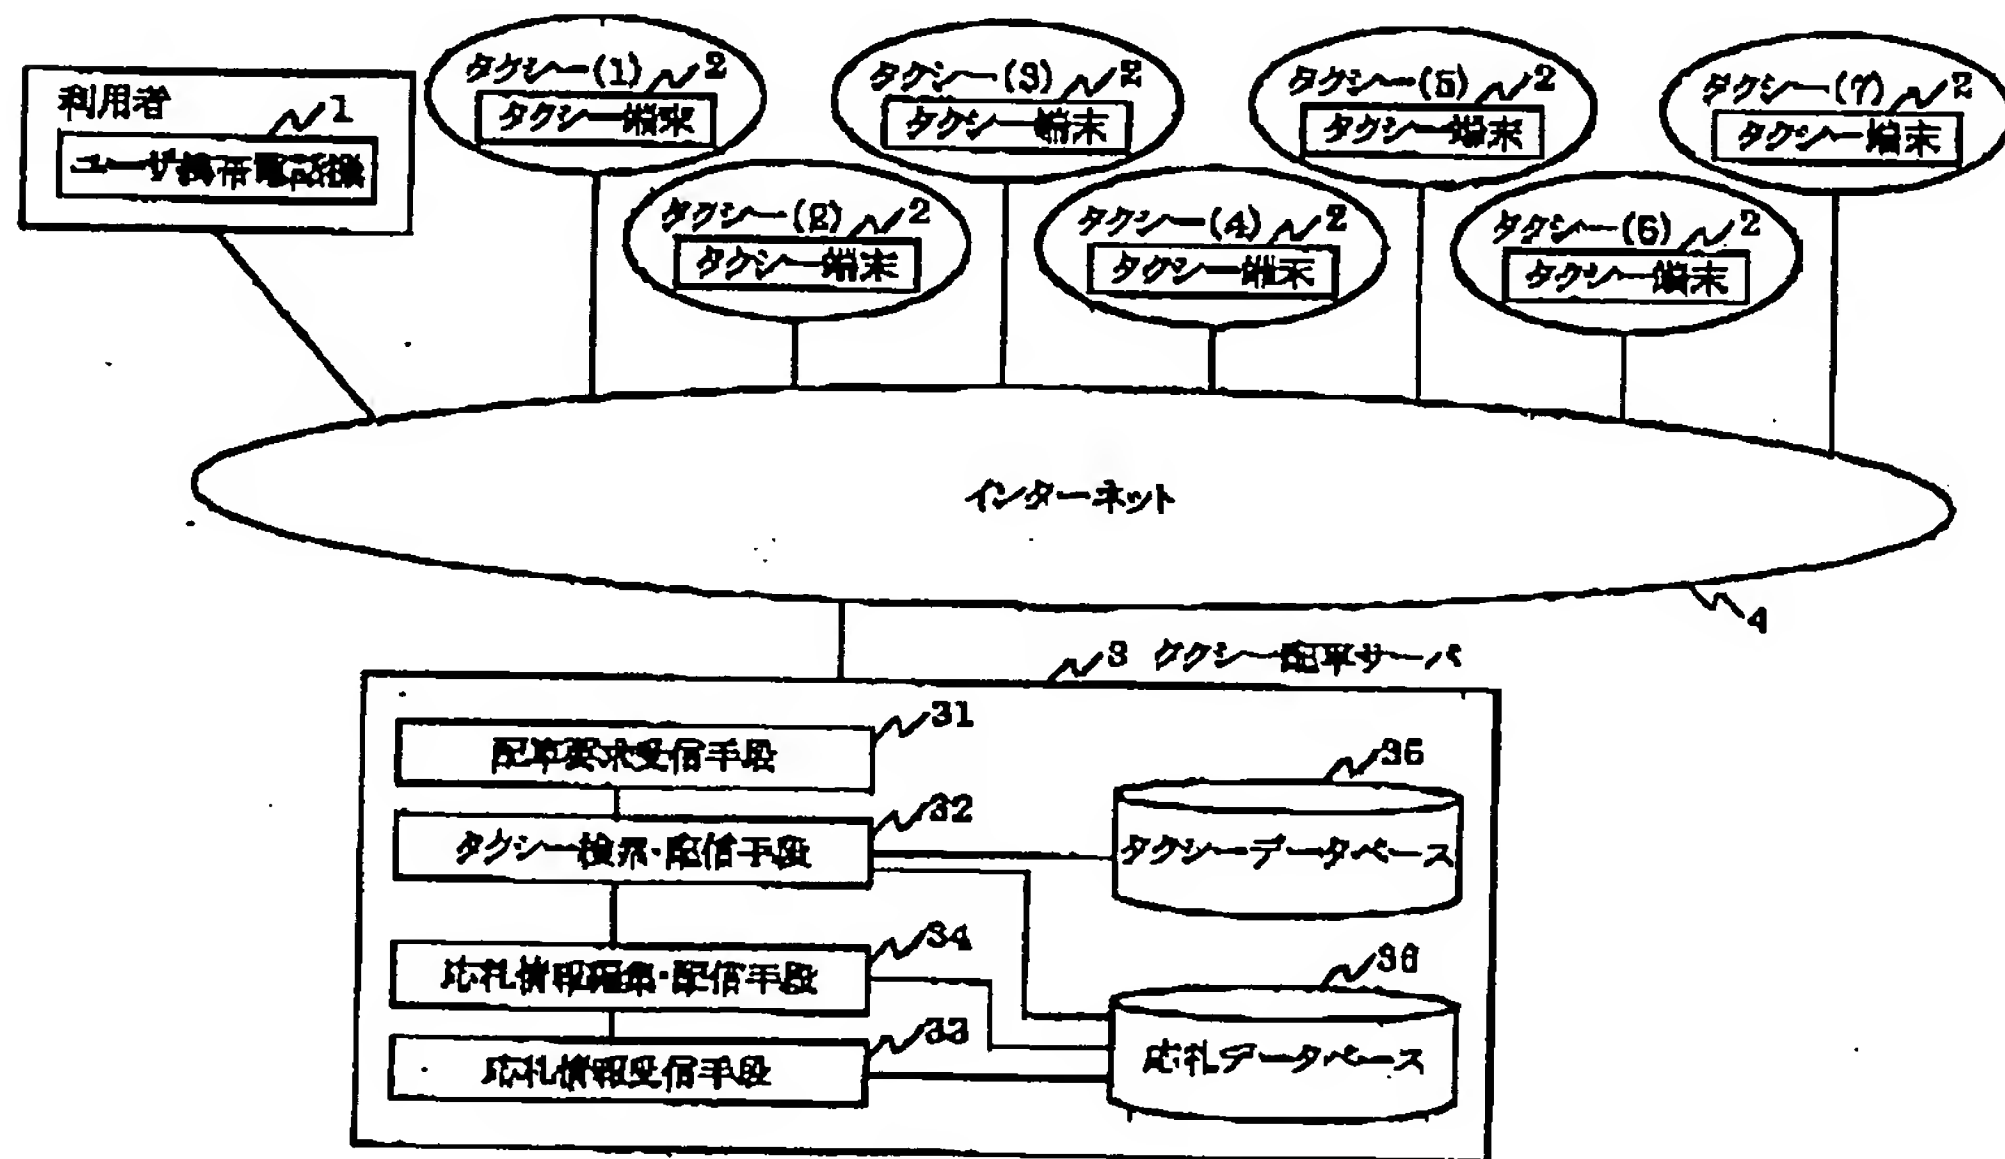 利用者
1
ユーザ携帯電話機
タクシー(1) 2
タクシー端末
タクシー(2) 2
タクシー端末
タクシー(3) 2
タクシー端末
タクシー(4) 2
タクシー端末
タクシー(5) 2
タクシー端末
タクシー(6) 2
タクシー端末
タクシー(7) 2
タクシー端末
インターネット
4
3 タクシー配車サーバ
31
配車要求受信手段
32
タクシー検索・配信手段
34
応札情報編集・配信手段
33
応札情報受信手段
35
タクシーデータベース
36
応札データベース